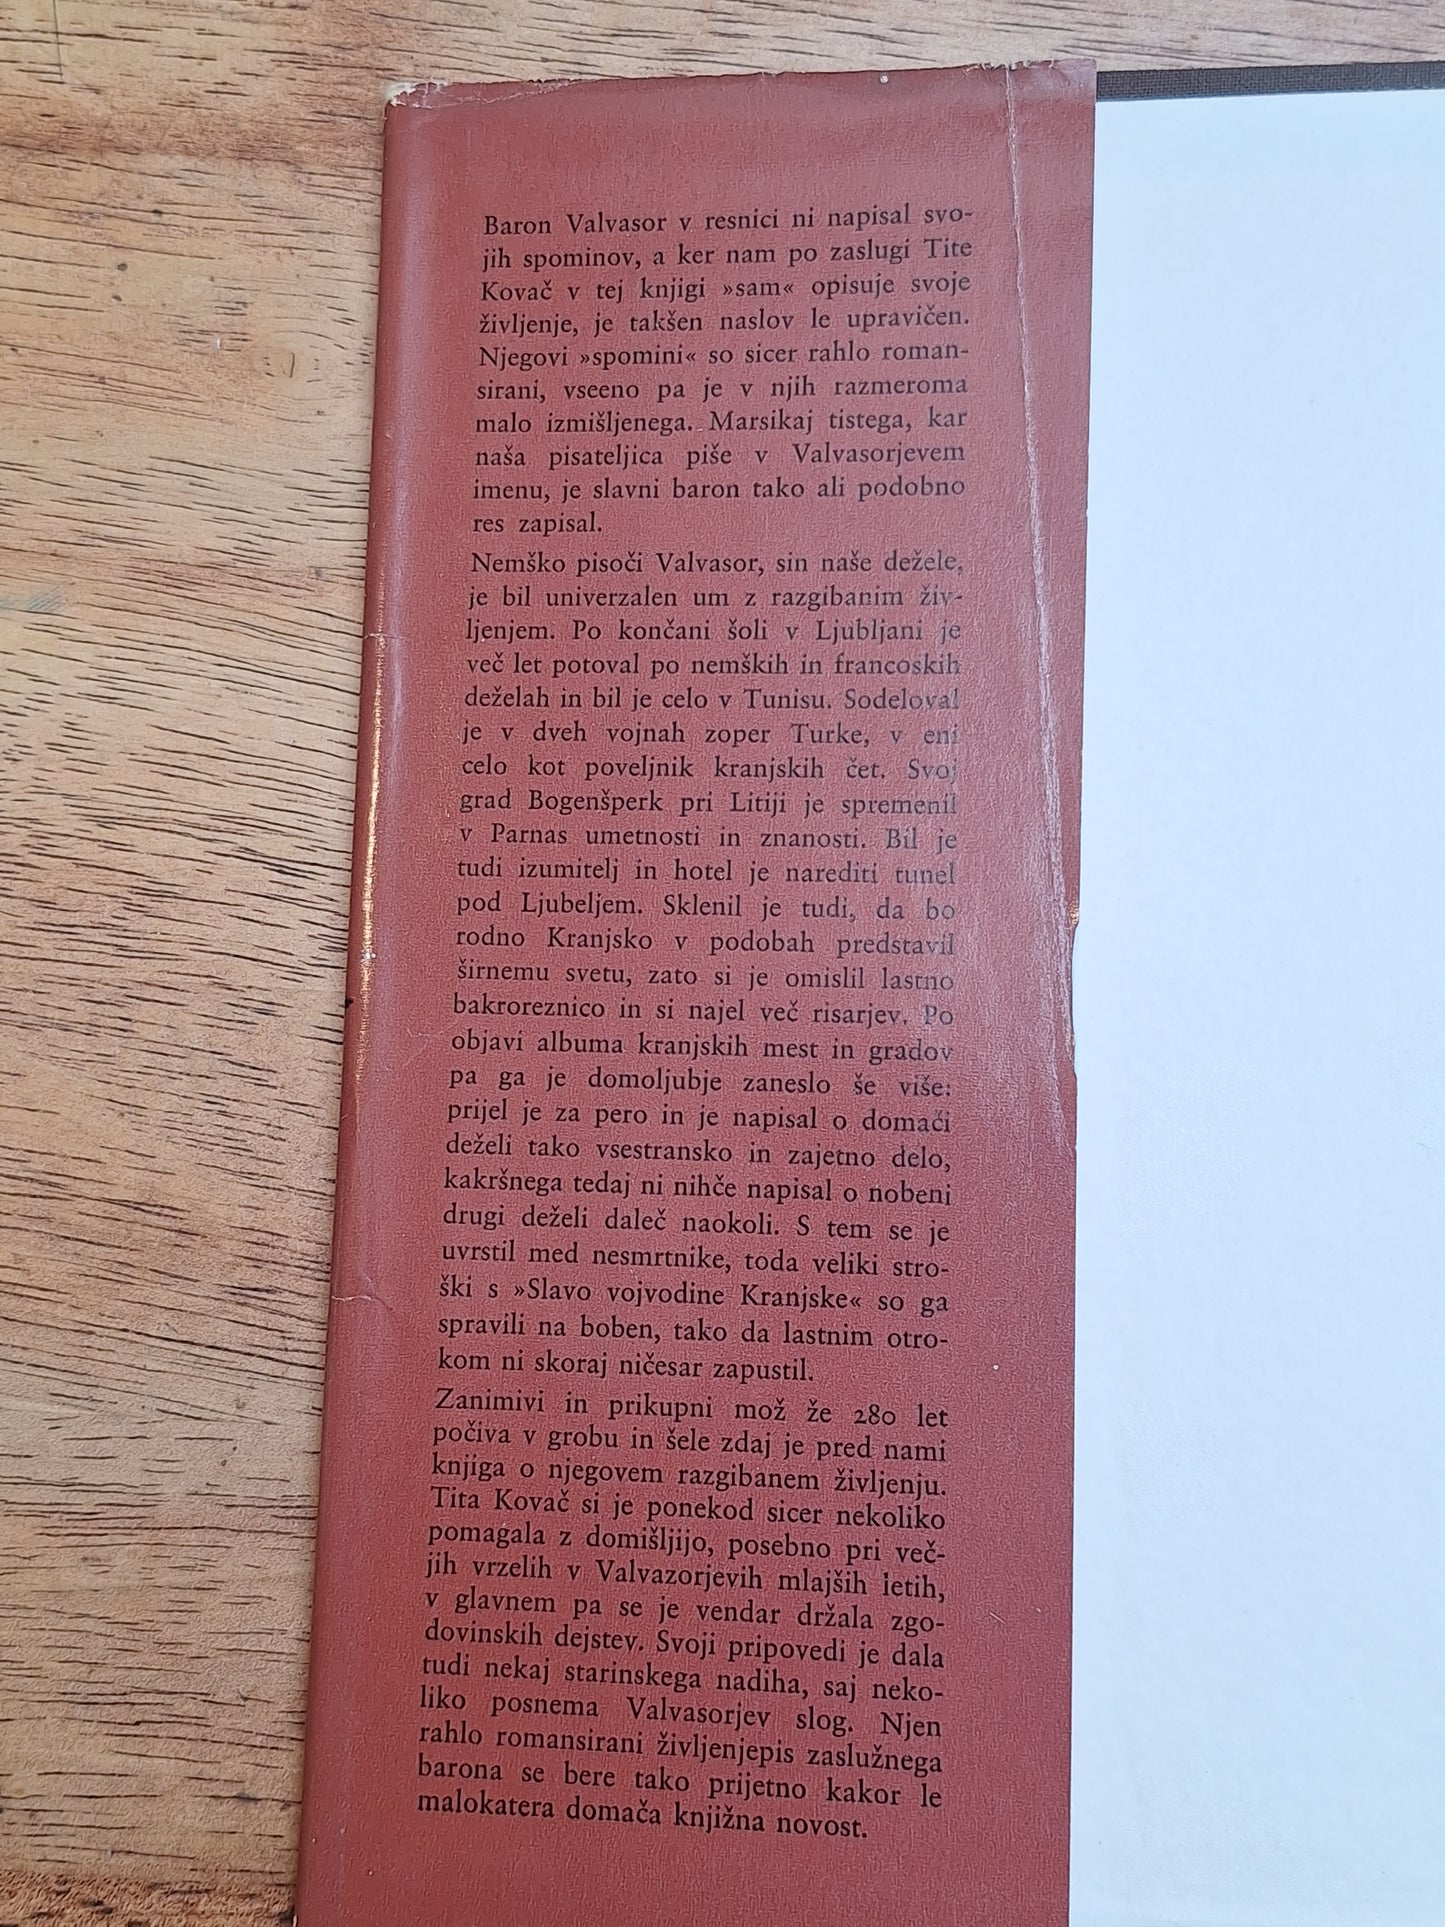 Baron Valvasor v resnici ni napisal svo-
jih spominov, a ker nam po zaslugi Tite
Kovač v tej knjigi »sam« opisuje svoje
življenje, je takšen naslov le upravičen.
Njegovi »spomini« so sicer rahlo roman-
sirani, vseeno pa je v njih razmeroma
malo izmišljenega. Marsikaj tistega, kar
naša pisateljica piše v Valvasorjevem
imenu, je slavni baron tako ali podobno
res zapisal.
Nemško pisoči Valvasor, sin naše dežele,
je bil univerzalen um z razgibanim živ-
ljenjem. Po končani šoli v Ljubljani je
več let potoval po nemških in francoskih
deželah in bil je celo v Tunisu. Sodeloval
je v dveh vojnah zoper Turke, v eni
celo kot poveljnik kranjskih čet. Svoj
grad Bogenšperk pri Litiji je spremenil
v Parnas umetnosti in znanosti. Bil je
tudi izumitelj in hotel je narediti tunel
pod Ljubeljem. Sklenil je tudi, da bo
rodno Kranjsko v podobah predstavil
širnemu svetu, zato si je omislil lastno
bakroreznico in si najel več risarjev. Po
objavi albuma kranjskih mest in gradov
pa ga je domoljubje zaneslo še više:
prijel je za pero in je napisal o domači
deželi tako vsestransko in zajetno delo,
kakršnega tedaj ni nihče napisal o nobeni
drugi deželi daleč naokoli. S tem se je
uvrstil med nesmrtnike, toda veliki stro-
ški s »Slavo vojvodine Kranjske« so ga
spravili na boben, tako da lastnim otro-
kom ni skoraj ničesar zapustil.
Zanimivi in prikupni mož že 280 let
počiva v grobu in šele zdaj je pred nami
knjiga o njegovem razgibanem življenju.
Tita Kovač si je ponekod sicer nekoliko
pomagala z domišljijo, posebno pri več-
jih vrzelih v Valvazorjevih mlajših letih,
v glavnem pa se je vendar držala zgo-
dovinskih dejstev. Svoji pripovedi je dala
tudi nekaj starinskega nadiha, saj neko-
liko posnema Valvasorjev slog. Njen
rahlo romansirani življenjepis zaslužnega
barona se bere tako prijetno kakor le
malokatera domača knjižna novost.